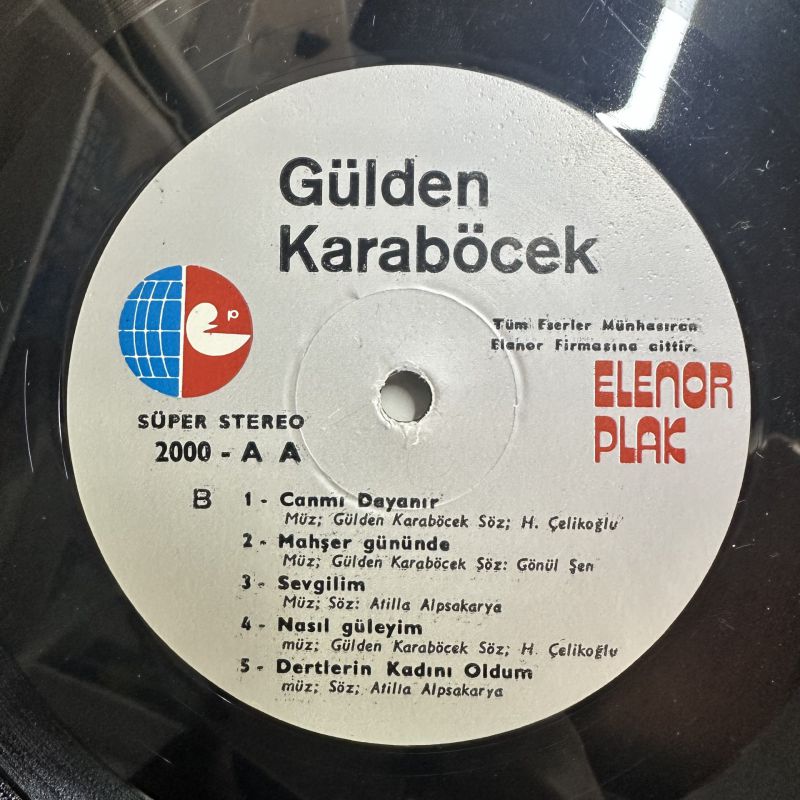 Gülden
Karaböcek
p
Tüm Eserler Münhasıran
Elanor Firmasına aittir.
ELENOR
PLAK
SÜPER STEREO
2000 - A A
B
1 - Canmı Dayanır
Müz; Gülden Karaböcek Söz; H. Çelikoğlu
2 - Mahşer gününde
Müz; Gülden Karaböcek Söz: Gönül Şen
3 - Sevgilim
Müz; Söz: Atilla Alpsakarya
4 - Nasıl güleyim
müz; Gülden Karaböcek Söz; H. Çelikoğlu
5 - Dertlerin Kadını Oldum
müz; Söz; Atilla Alpsakarya